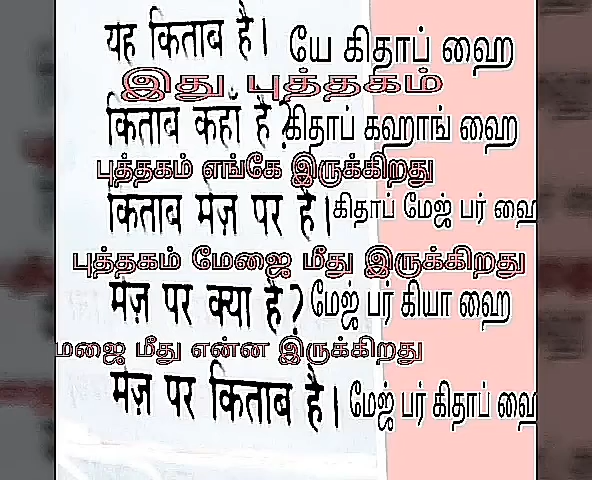 यह किताब है। யே கிதாப் ஹை
இது புத்தகம்
किताब कहाँ है? கிதாப் கஹாங் ஹை
புத்தகம் எங்கே இருக்கிறது
किताब मेज़ पर है। கிதாப் மேஜ் பர் ஹை
புத்தகம் மேஜை மீது இருக்கிறது
मेज़ पर क्या है? மேஜ் பர் கியா ஹை
மஜை மீது என்ன இருக்கிறது
मेज़ पर किताब है। மேஜ் பர் கிதாப் ஹை